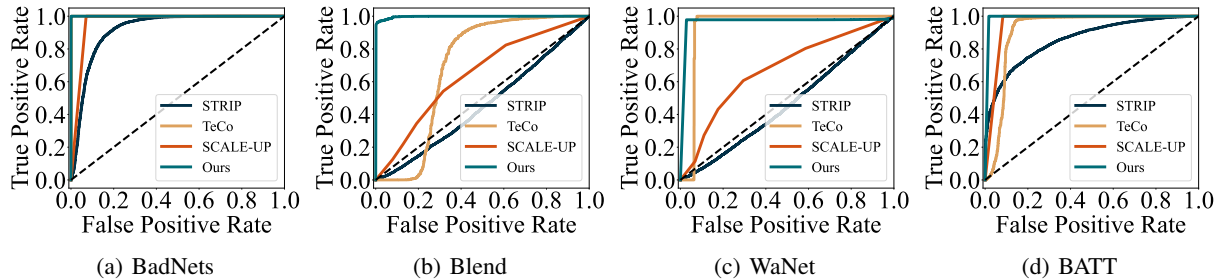 True Positive Rate
1.0
0.8
0.6
0.4
0.2
0.0
STRIP
TeCo
SCALE-UP
Ours
0.0 0.2 0.4 0.6 0.8 1.0
False Positive Rate
(a) BadNets
True Positive Rate
1.0
0.8
0.6
0.4
0.2
0.0
STRIP
TeCo
SCALE-UP
Ours
0.0 0.2 0.4 0.6 0.8 1.0
False Positive Rate
(b) Blend
True Positive Rate
1.0
0.8
0.6
0.4
0.2
0.0
STRIP
TeCo
SCALE-UP
Ours
0.0 0.2 0.4 0.6 0.8 1.0
False Positive Rate
(c) WaNet
True Positive Rate
1.0
0.8
0.6
0.4
0.2
0.0
STRIP
TeCo
SCALE-UP
Ours
0.0 0.2 0.4 0.6 0.8 1.0
False Positive Rate
(d) BATT